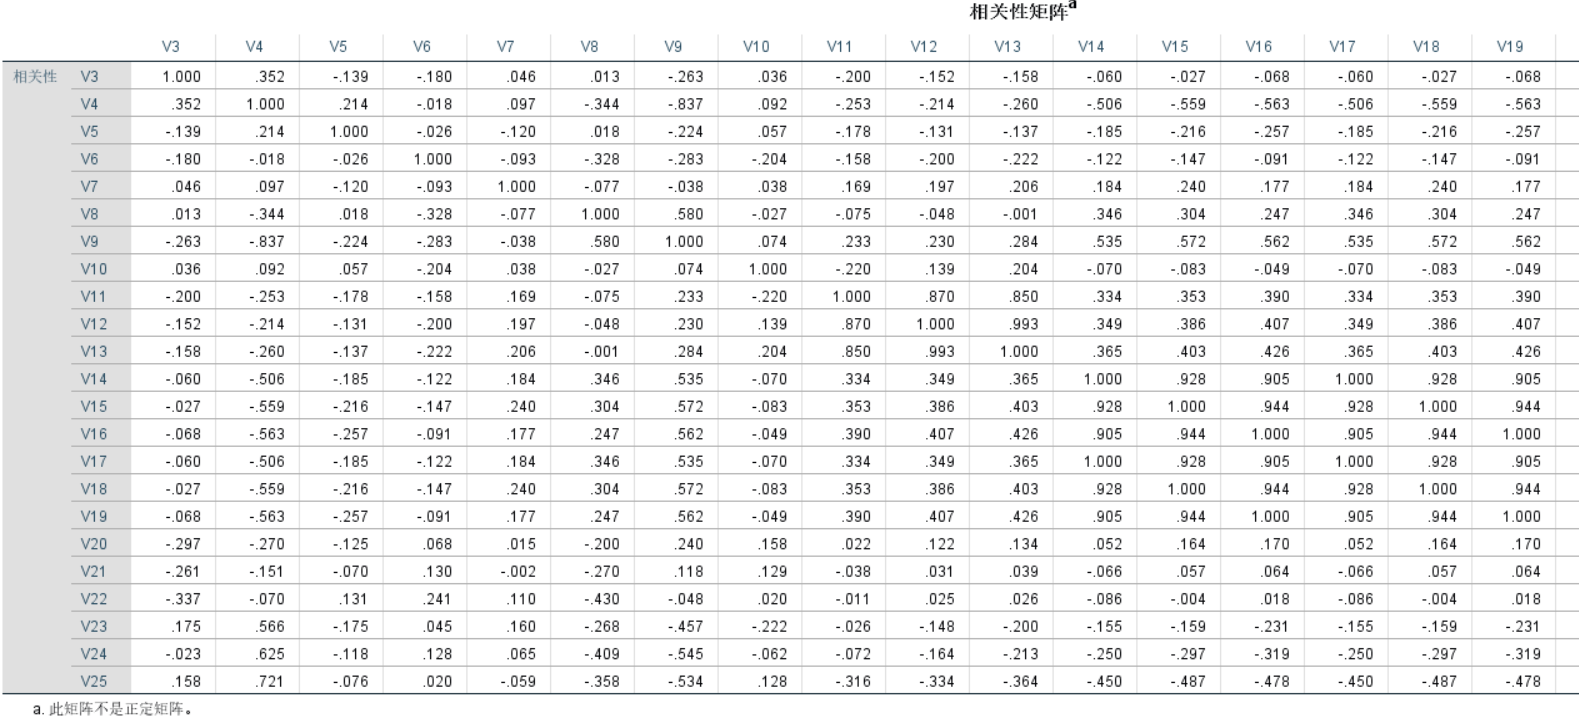 相关性矩阵a
V3 V4 V5 V6 V7 V8 V9 V10 V11 V12 V13 V14 V15 V16 V17 V18 V19
相关性 V3 1.000 .352 -.139 -.180 .046 .013 -.263 .036 -.200 -.152 -.158 -.060 -.027 -.068 -.060 -.027 -.068
V4 .352 1.000 .214 -.018 .097 -.344 -.837 .092 -.253 -.214 -.260 -.506 -.559 -.563 -.506 -.559 -.563
V5 -.139 .214 1.000 -.026 -.120 .018 -.224 .057 -.178 -.131 -.137 -.185 -.216 -.257 -.185 -.216 -.257
V6 -.180 -.018 -.026 1.000 -.093 -.328 -.283 -.204 -.158 -.200 -.222 -.122 -.147 -.091 -.122 -.147 -.091
V7 .046 .097 -.120 -.093 1.000 -.077 -.038 .038 .169 .197 .206 .184 .240 .177 .184 .240 .177
V8 .013 -.344 .018 -.328 -.077 1.000 .580 -.027 -.075 -.048 -.001 .346 .304 .247 .346 .304 .247
V9 -.263 -.837 -.224 -.283 -.038 .580 1.000 .074 .233 .230 .284 .535 .572 .562 .535 .572 .562
V10 .036 .092 .057 -.204 .038 -.027 .074 1.000 -.220 .139 .204 -.070 -.083 -.049 -.070 -.083 -.049
V11 -.200 -.253 -.178 -.158 .169 -.075 .233 -.220 1.000 .870 .850 .334 .353 .390 .334 .353 .390
V12 -.152 -.214 -.131 -.200 .197 -.048 .230 .139 .870 1.000 .993 .349 .386 .407 .349 .386 .407
V13 -.158 -.260 -.137 -.222 .206 -.001 .284 .204 .850 .993 1.000 .365 .403 .426 .365 .403 .426
V14 -.060 -.506 -.185 -.122 .184 .346 .535 -.070 .334 .349 .365 1.000 .928 .905 1.000 .928 .905
V15 -.027 -.559 -.216 -.147 .240 .304 .572 -.083 .353 .386 .403 .928 1.000 .944 .928 1.000 .944
V16 -.068 -.563 -.257 -.091 .177 .247 .562 -.049 .390 .407 .426 .905 .944 1.000 .905 .944 1.000
V17 -.060 -.506 -.185 -.122 .184 .346 .535 -.070 .334 .349 .365 1.000 .928 .905 1.000 .928 .905
V18 -.027 -.559 -.216 -.147 .240 .304 .572 -.083 .353 .386 .403 .928 1.000 .944 .928 1.000 .944
V19 -.068 -.563 -.257 -.091 .177 .247 .562 -.049 .390 .407 .426 .905 .944 1.000 .905 .944 1.000
V20 -.297 -.270 -.125 .068 .015 -.200 .240 .158 .022 .122 .134 .052 .164 .170 .052 .164 .170
V21 -.261 -.151 -.070 .130 -.002 -.270 .118 .129 -.038 .031 .039 -.066 .057 .064 -.066 .057 .064
V22 -.337 -.070 .131 .241 .110 -.430 -.048 .020 -.011 .025 .026 -.086 -.004 .018 -.086 -.004 .018
V23 .175 .566 -.175 .045 .160 -.268 -.457 -.222 -.026 -.148 -.200 -.155 -.159 -.231 -.155 -.159 -.231
V24 -.023 .625 -.118 .128 .065 -.409 -.545 -.062 -.072 -.164 -.213 -.250 -.297 -.319 -.250 -.297 -.319
V25 .158 .721 -.076 .020 -.059 -.358 -.534 .128 -.316 -.334 -.364 -.450 -.487 -.478 -.450 -.487 -.478
a. 此矩阵不是正定矩阵。